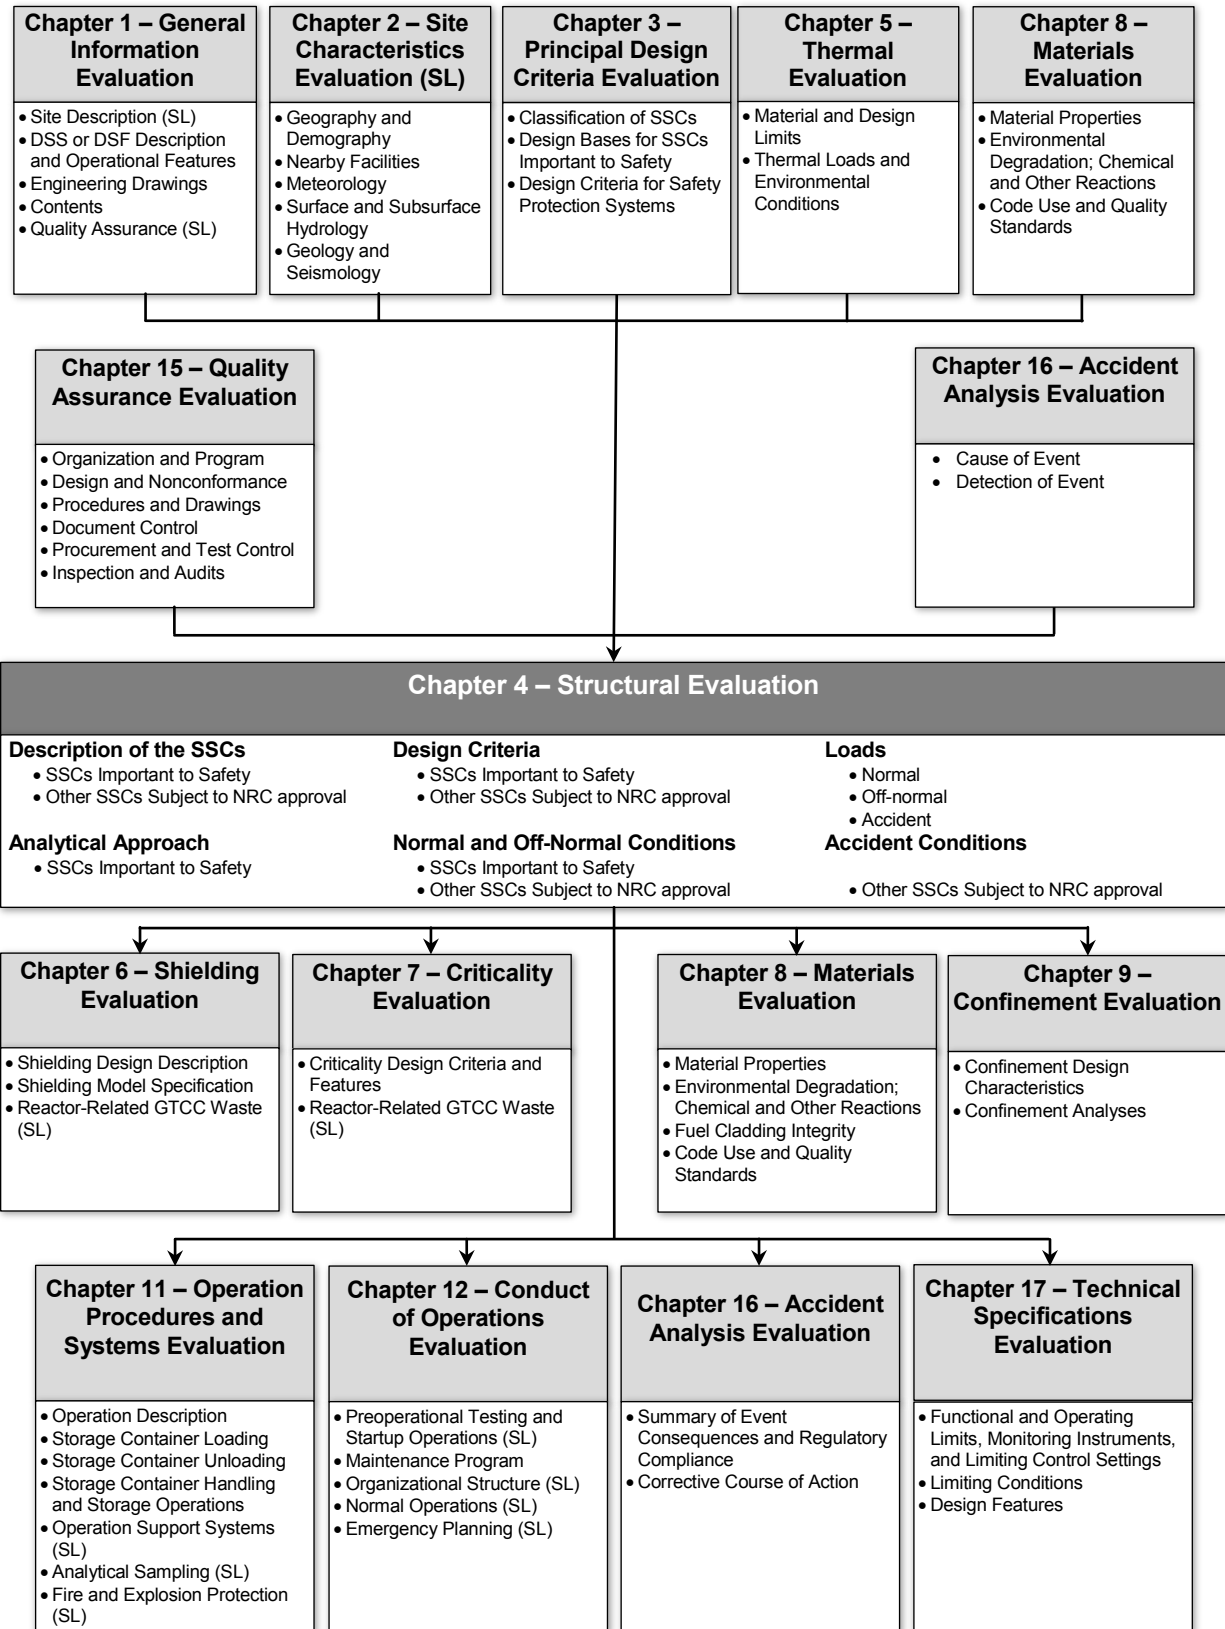 Chapter 1 – General
Information
Evaluation
• Site Description (SL)
• DSS or DSF Description
and Operational Features
• Engineering Drawings
• Contents
• Quality Assurance (SL)
Chapter 2 – Site
Characteristics
Evaluation (SL)
• Geography and
Demography
• Nearby Facilities
• Meteorology
• Surface and Subsurface
Hydrology
• Geology and
Seismology
Chapter 3 –
Principal Design
Criteria Evaluation
• Classification of SSCs
• Design Bases for SSCs
Important to Safety
• Design Criteria for Safety
Protection Systems
Chapter 5 –
Thermal
Evaluation
• Material and Design
Limits
• Thermal Loads and
Environmental
Conditions
Chapter 8 –
Materials
Evaluation
• Material Properties
• Environmental
Degradation; Chemical
and Other Reactions
• Code Use and Quality
Standards
Chapter 15 – Quality
Assurance Evaluation
• Organization and Program
• Design and Nonconformance
• Procedures and Drawings
• Document Control
• Procurement and Test Control
• Inspection and Audits
Chapter 16 – Accident
Analysis Evaluation
• Cause of Event
• Detection of Event
Chapter 4 – Structural Evaluation
Description of the SSCs
• SSCs Important to Safety
• Other SSCs Subject to NRC approval
Design Criteria
• SSCs Important to Safety
• Other SSCs Subject to NRC approval
Loads
• Normal
• Off-normal
• Accident
Analytical Approach
• SSCs Important to Safety
Normal and Off-Normal Conditions
• SSCs Important to Safety
• Other SSCs Subject to NRC approval
Accident Conditions
• Other SSCs Subject to NRC approval
Chapter 6 – Shielding
Evaluation
• Shielding Design Description
• Shielding Model Specification
• Reactor-Related GTCC Waste
(SL)
Chapter 7 – Criticality
Evaluation
• Criticality Design Criteria and
Features
• Reactor-Related GTCC Waste
(SL)
Chapter 8 – Materials
Evaluation
• Material Properties
• Environmental Degradation;
Chemical and Other Reactions
• Fuel Cladding Integrity
• Code Use and Quality
Standards
Chapter 9 –
Confinement Evaluation
• Confinement Design
Characteristics
• Confinement Analyses
Chapter 11 – Operation
Procedures and
Systems Evaluation
• Operation Description
• Storage Container Loading
• Storage Container Unloading
• Storage Container Handling
and Storage Operations
• Operation Support Systems
(SL)
• Analytical Sampling (SL)
• Fire and Explosion Protection
(SL)
Chapter 12 – Conduct
of Operations
Evaluation
• Preoperational Testing and
Startup Operations (SL)
• Maintenance Program
• Organizational Structure (SL)
• Normal Operations (SL)
• Emergency Planning (SL)
Chapter 16 – Accident
Analysis Evaluation
• Summary of Event
Consequences and Regulatory
Compliance
• Corrective Course of Action
Chapter 17 – Technical
Specifications
Evaluation
• Functional and Operating
Limits, Monitoring Instruments,
and Limiting Control Settings
• Limiting Conditions
• Design Features